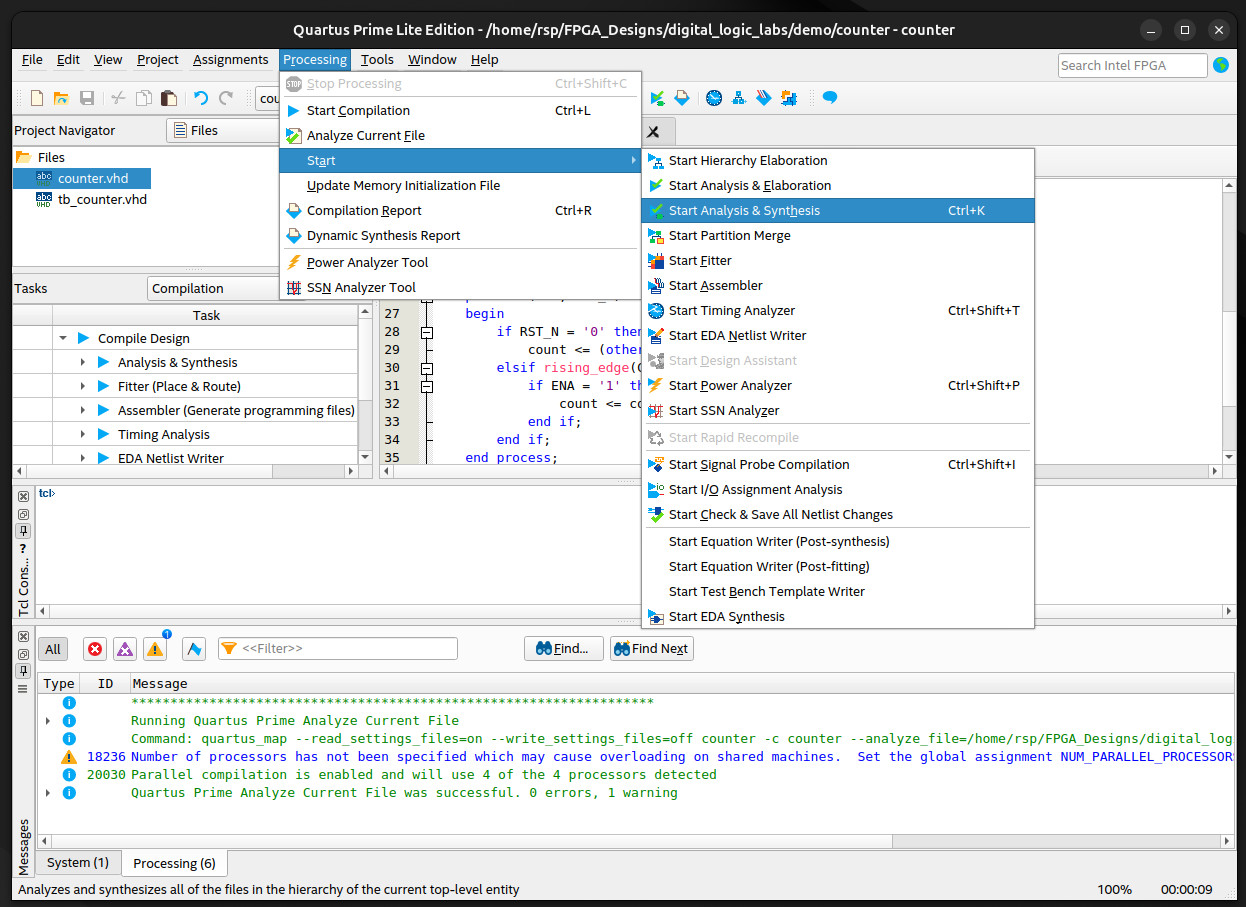 Quartus Prime Lite Edition - /home/rsp/FPGA_Designs/digital_logic_labs/demo/counter - counter
File Edit View Project Assignments Processing Tools Window Help
Search Intel FPGA
Stop Processing Ctrl+Shift+C
Start Compilation Ctrl+L
Analyze Current File
Start
Update Memory Initialization File
Compilation Report Ctrl+R
Dynamic Synthesis Report
Power Analyzer Tool
SSN Analyzer Tool
Start Hierarchy Elaboration
Start Analysis & Elaboration
Start Analysis & Synthesis Ctrl+K
Start Partition Merge
Start Fitter
Start Assembler
Start Timing Analyzer Ctrl+Shift+T
Start EDA Netlist Writer
Start Design Assistant
Start Power Analyzer Ctrl+Shift+P
Start SSN Analyzer
Start Rapid Recompile
Start Signal Probe Compilation Ctrl+Shift+I
Start I/O Assignment Analysis
Start Check & Save All Netlist Changes
Start Equation Writer (Post-synthesis)
Start Equation Writer (Post-fitting)
Start Test Bench Template Writer
Start EDA Synthesis
cou
Project Navigator Files
Files
counter.vhd
tb_counter.vhd
Tasks Compilation
Task
Compile Design
Analysis & Synthesis
Fitter (Place & Route)
Assembler (Generate programming files)
Timing Analysis
EDA Netlist Writer
27 begin
28 if RST_N = '0' then
29 count <= (othe
30 elsif rising_edge(
31 if ENA = '1' th
32 count <= co
33 end if;
34 end if;
35 end process;
tcl>
Tcl Cons...
All 1 <<Filter>> Find... Find Next
Type ID Message
*******************************************************************
Running Quartus Prime Analyze Current File
Command: quartus_map --read_settings_files=on --write_settings_files=off counter -c counter --analyze_file=/home/rsp/FPGA_Designs/digital_log
18236 Number of processors has not been specified which may cause overloading on shared machines.  Set the global assignment NUM_PARALLEL_PROCESSOR
20030 Parallel compilation is enabled and will use 4 of the 4 processors detected
Quartus Prime Analyze Current File was successful. 0 errors, 1 warning
Messages
System (1) Processing (6)
Analyzes and synthesizes all of the files in the hierarchy of the current top-level entity 100% 00:00:09